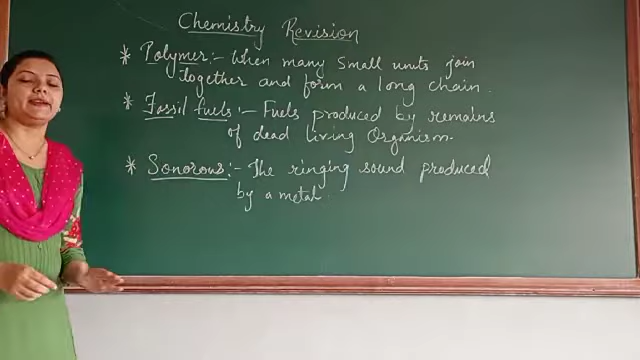 Chemistry Revision
* Polymer:- When many small units join
together and form a long chain.
* Fossil fuels:- Fuels produced by remains
of dead living Organism.
* Sonorous:- The ringing sound produced
by a metal.